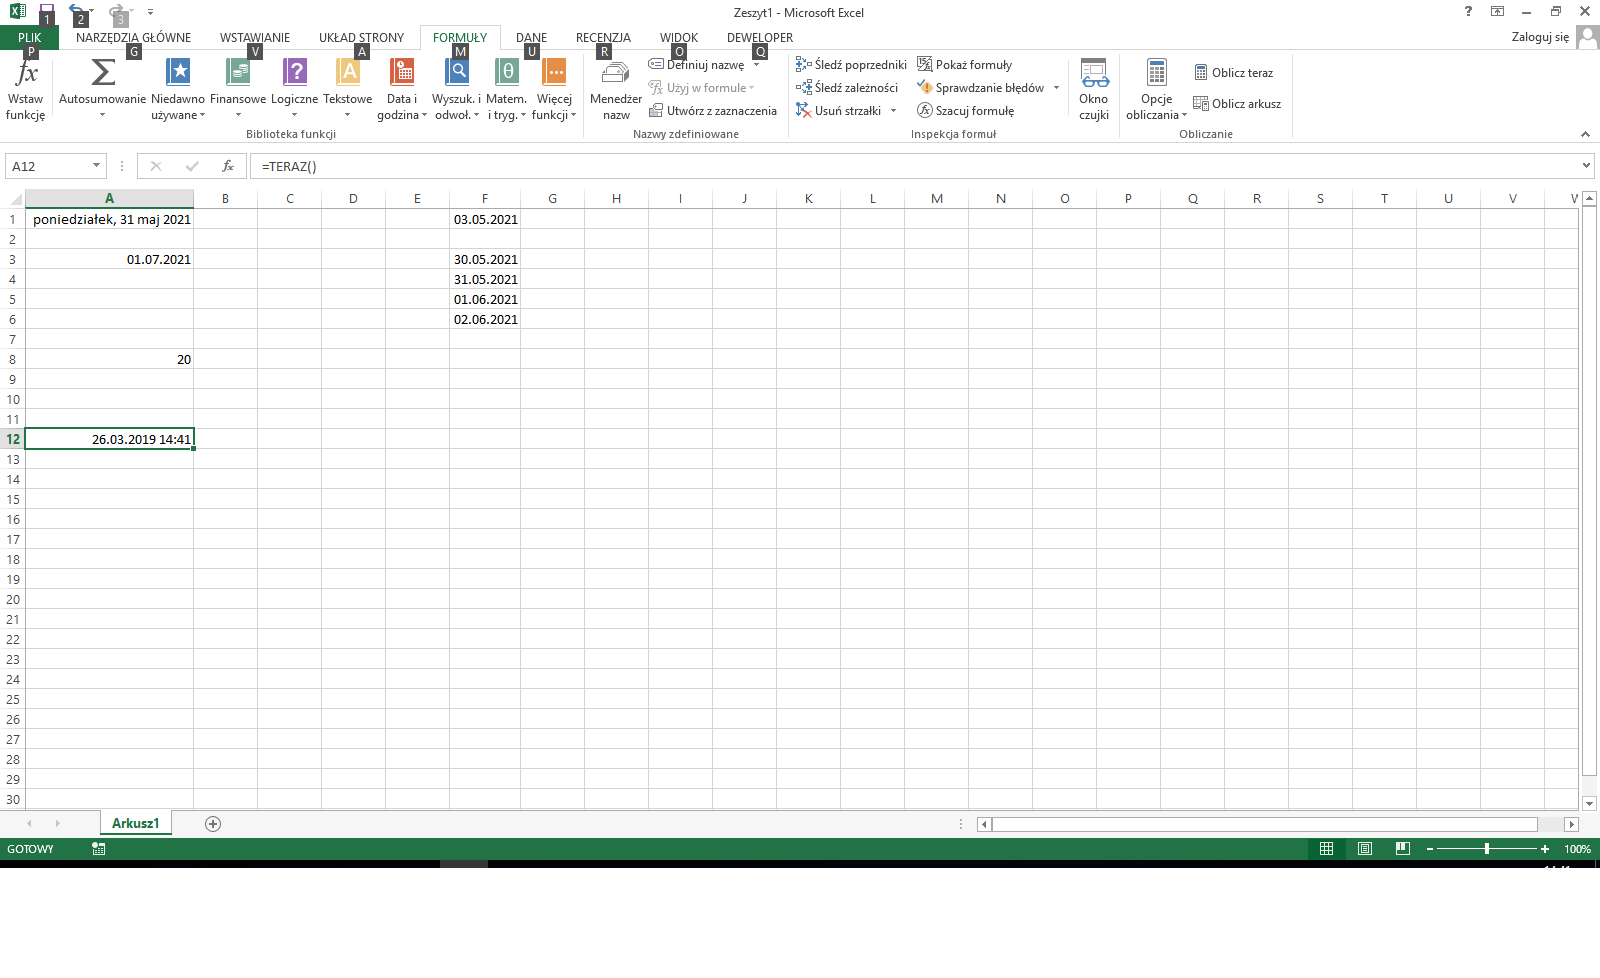 1 2 3 Zeszyt1 - Microsoft Excel ?
PLIK NARZĘDZIA GŁÓWNE WSTAWIANIE UKŁAD STRONY FORMUŁY DANE RECENZJA WIDOK DEWELOPER Zaloguj się
P G V A M U R O Q
fx Σ ? A θ Definiuj nazwę Śledź poprzedniki Pokaż formuły Oblicz teraz
Użyj w formule Śledź zależności Sprawdzanie błędów
Wstaw funkcję Autosumowanie Niedawno używane Finansowe Logiczne Tekstowe Data i godzina Wyszuk. i odwoł. Matem. i tryg. Więcej funkcji Menedżer nazw Utwórz z zaznaczenia Usuń strzałki Szacuj formułę Okno czujki Opcje obliczania Oblicz arkusz
Biblioteka funkcji Nazwy zdefiniowane Inspekcja formuł Obliczanie
A12 fx =TERAZ()
A B C D E F G H I J K L M N O P Q R S T U V W
1 poniedziałek, 31 maj 2021 03.05.2021
2
3 01.07.2021 30.05.2021
4 31.05.2021
5 01.06.2021
6 02.06.2021
7
8 20
9
10
11
12 26.03.2019 14:41
13
14
15
16
17
18
19
20
21
22
23
24
25
26
27
28
29
30
Arkusz1
GOTOWY 100%